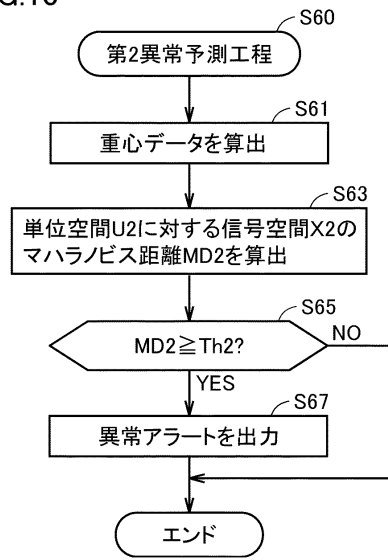 S60
第2異常予測工程
S61
重心データを算出
S63
単位空間U2に対する信号空間X2の
マハラノビス距離MD2を算出
S65
MD2≧Th2?
NO
YES
S67
異常アラートを出力
エンド